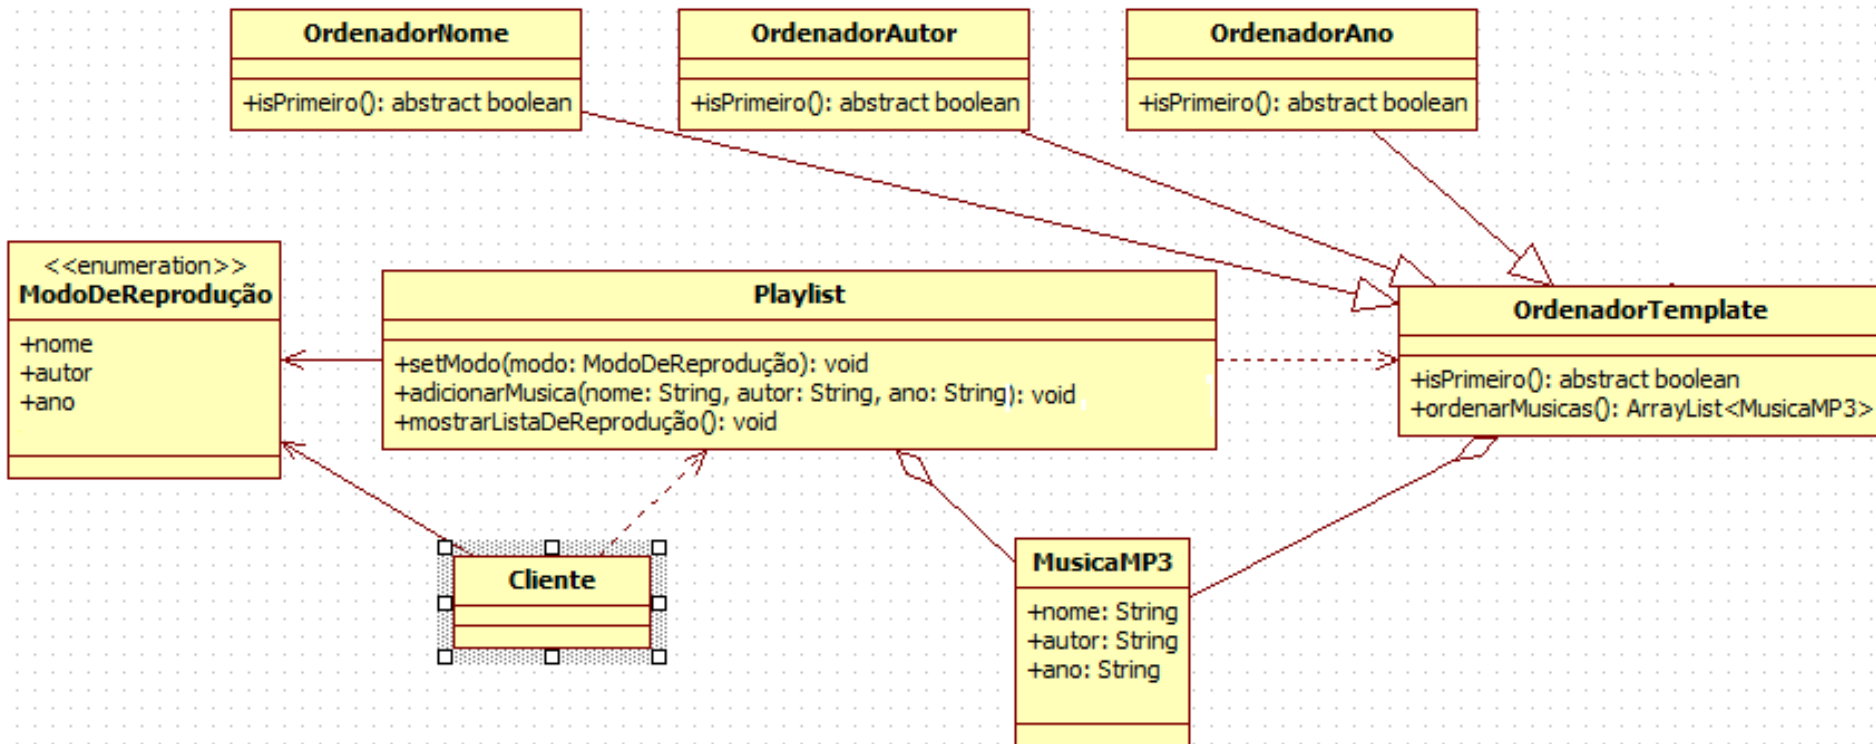 OrdenadorNome
+isPrimeiro(): abstract boolean
OrdenadorAutor
+isPrimeiro(): abstract boolean
OrdenadorAno
+isPrimeiro(): abstract boolean
<<enumeration>>
ModoDeReprodução
+nome
+autor
+ano
Playlist
+setModo(modo: ModoDeReprodução): void
+adicionarMusica(nome: String, autor: String, ano: String): void
+mostrarListaDeReprodução(): void
OrdenadorTemplate
+isPrimeiro(): abstract boolean
+ordenarMusicas(): ArrayList<MusicaMP3>
Cliente
MusicaMP3
+nome: String
+autor: String
+ano: String